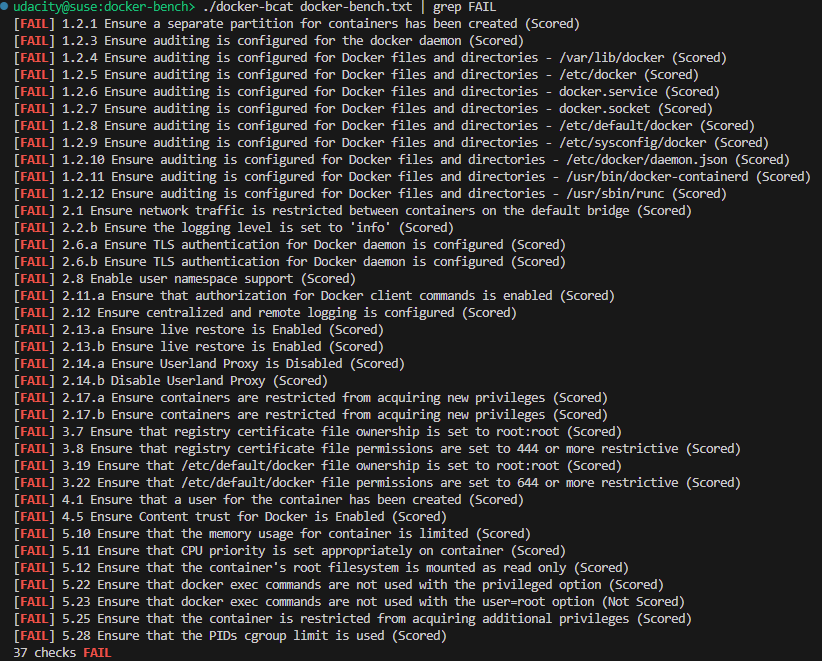 udacity@suse:docker-bench> ./docker-bcat docker-bench.txt | grep FAIL
[FAIL] 1.2.1 Ensure a separate partition for containers has been created (Scored)
[FAIL] 1.2.3 Ensure auditing is configured for the docker daemon (Scored)
[FAIL] 1.2.4 Ensure auditing is configured for Docker files and directories - /var/lib/docker (Scored)
[FAIL] 1.2.5 Ensure auditing is configured for Docker files and directories - /etc/docker (Scored)
[FAIL] 1.2.6 Ensure auditing is configured for Docker files and directories - docker.service (Scored)
[FAIL] 1.2.7 Ensure auditing is configured for Docker files and directories - docker.socket (Scored)
[FAIL] 1.2.8 Ensure auditing is configured for Docker files and directories - /etc/default/docker (Scored)
[FAIL] 1.2.9 Ensure auditing is configured for Docker files and directories - /etc/sysconfig/docker (Scored)
[FAIL] 1.2.10 Ensure auditing is configured for Docker files and directories - /etc/docker/daemon.json (Scored)
[FAIL] 1.2.11 Ensure auditing is configured for Docker files and directories - /usr/bin/docker-containerd (Scored)
[FAIL] 1.2.12 Ensure auditing is configured for Docker files and directories - /usr/sbin/runc (Scored)
[FAIL] 2.1 Ensure network traffic is restricted between containers on the default bridge (Scored)
[FAIL] 2.2.b Ensure the logging level is set to 'info' (Scored)
[FAIL] 2.6.a Ensure TLS authentication for Docker daemon is configured (Scored)
[FAIL] 2.6.b Ensure TLS authentication for Docker daemon is configured (Scored)
[FAIL] 2.8 Enable user namespace support (Scored)
[FAIL] 2.11.a Ensure that authorization for Docker client commands is enabled (Scored)
[FAIL] 2.12 Ensure centralized and remote logging is configured (Scored)
[FAIL] 2.13.a Ensure live restore is Enabled (Scored)
[FAIL] 2.13.b Ensure live restore is Enabled (Scored)
[FAIL] 2.14.a Ensure Userland Proxy is Disabled (Scored)
[FAIL] 2.14.b Disable Userland Proxy (Scored)
[FAIL] 2.17.a Ensure containers are restricted from acquiring new privileges (Scored)
[FAIL] 2.17.b Ensure containers are restricted from acquiring new privileges (Scored)
[FAIL] 3.7 Ensure that registry certificate file ownership is set to root:root (Scored)
[FAIL] 3.8 Ensure that registry certificate file permissions are set to 444 or more restrictive (Scored)
[FAIL] 3.19 Ensure that /etc/default/docker file ownership is set to root:root (Scored)
[FAIL] 3.22 Ensure that /etc/default/docker file permissions are set to 644 or more restrictive (Scored)
[FAIL] 4.1 Ensure that a user for the container has been created (Scored)
[FAIL] 4.5 Ensure Content trust for Docker is Enabled (Scored)
[FAIL] 5.10 Ensure that the memory usage for container is limited (Scored)
[FAIL] 5.11 Ensure that CPU priority is set appropriately on container (Scored)
[FAIL] 5.12 Ensure that the container's root filesystem is mounted as read only (Scored)
[FAIL] 5.22 Ensure that docker exec commands are not used with the privileged option (Scored)
[FAIL] 5.23 Ensure that docker exec commands are not used with the user=root option (Not Scored)
[FAIL] 5.25 Ensure that the container is restricted from acquiring additional privileges (Scored)
[FAIL] 5.28 Ensure that the PIDs cgroup limit is used (Scored)
37 checks FAIL